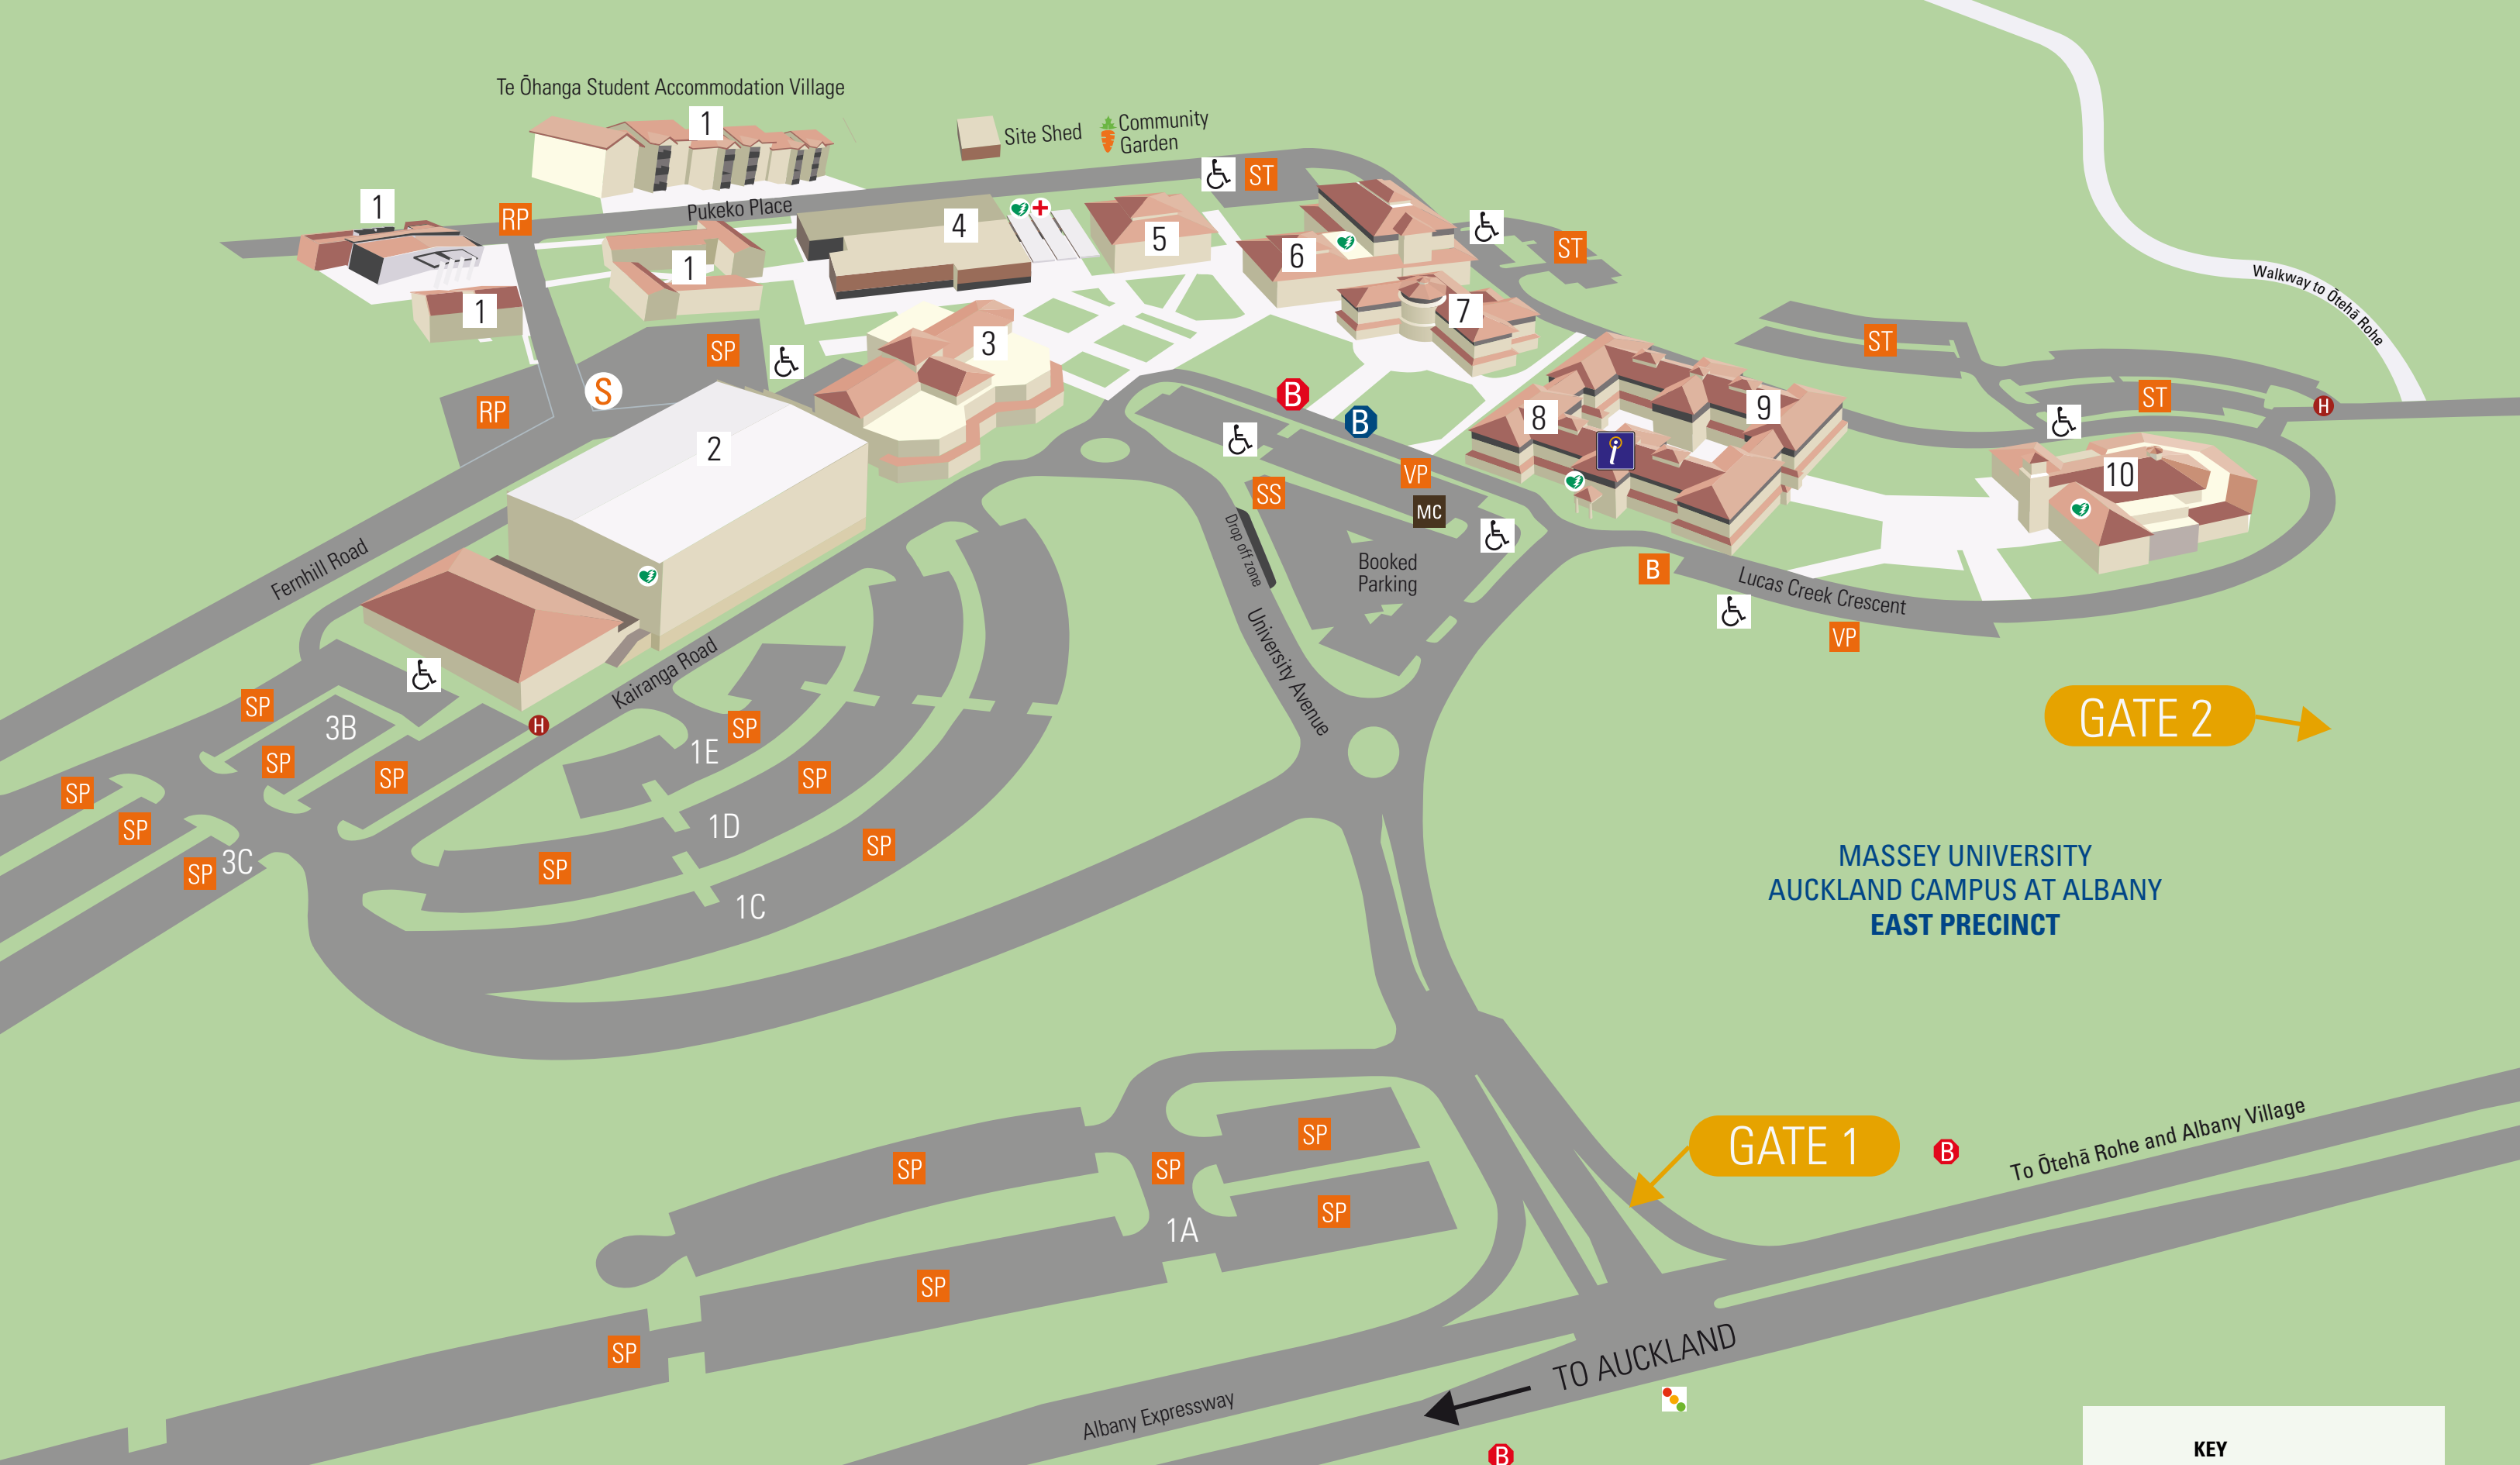 Te Ōhanga Student Accommodation Village
1
Site Shed
Community
Garden
ST
1
RP
Pukeko Place
4
5
6
ST
1
1
7
Walkway to Ōtehā Rohe
SP
3
ST
S
RP
B
B
ST
H
2
8
9
i
VP
10
SS
MC
Drop off zone
Booked
Parking
Fernhill Road
B
Lucas Creek Crescent
VP
University Avenue
Kairanga Road
SP
3B
H
SP
1E
GATE 2
SP
SP
SP
SP
SP
1D
SP
SP
3C
SP
1C
MASSEY UNIVERSITY
AUCKLAND CAMPUS AT ALBANY
EAST PRECINCT
SP
SP
SP
GATE 1
B
To Ōtehā Rohe and Albany Village
SP
1A
SP
SP
TO AUCKLAND
Albany Expressway
B
KEY